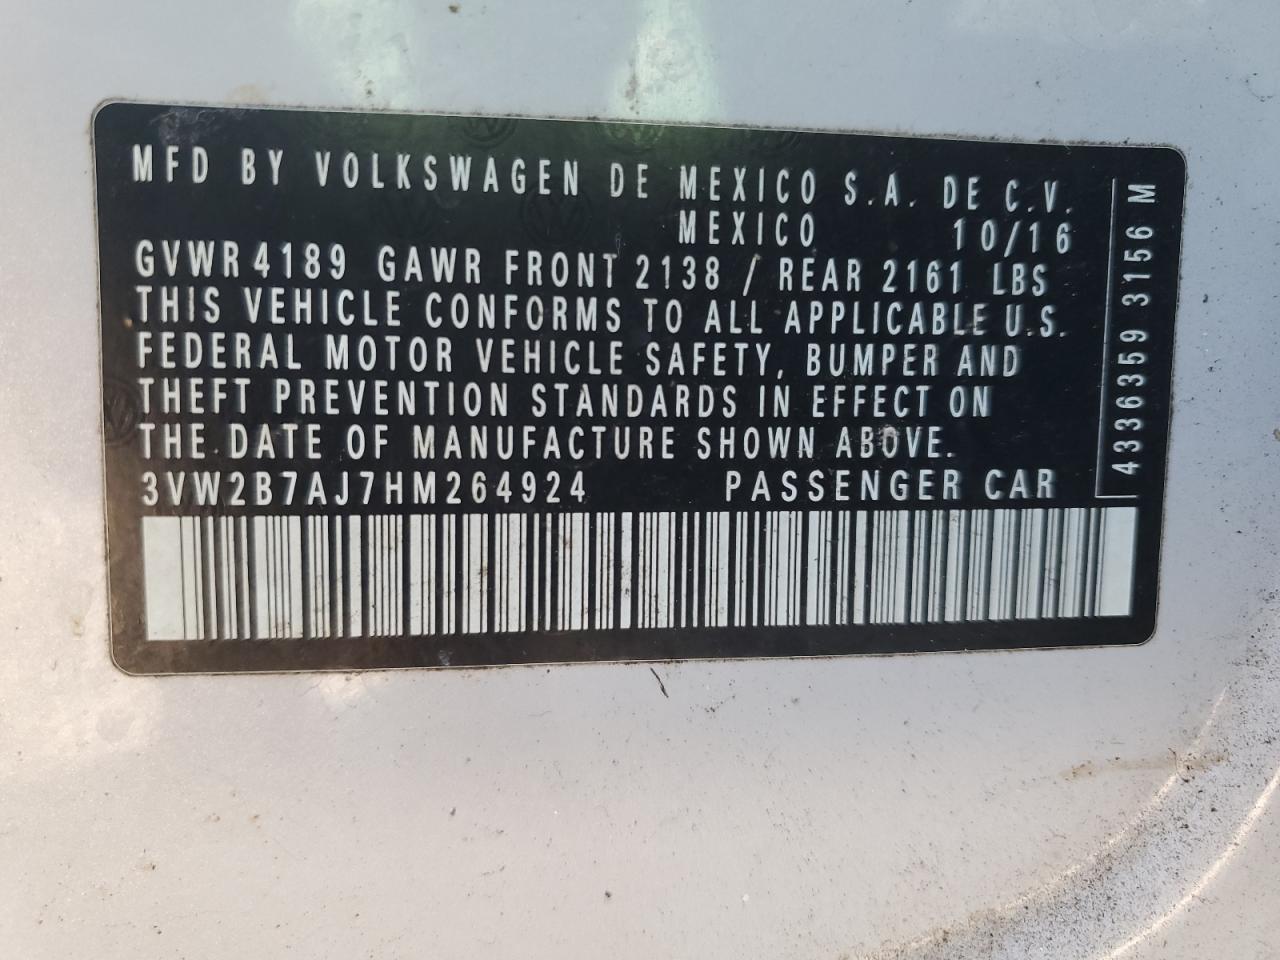 MFD BY VOLKSWAGEN DE MEXICO S.A. DE C.V.
MEXICO 10/16
GVWR 4189 GAWR FRONT 2138 / REAR 2161 LBS
THIS VEHICLE CONFORMS TO ALL APPLICABLE U.S.
FEDERAL MOTOR VEHICLE SAFETY, BUMPER AND
THEFT PREVENTION STANDARDS IN EFFECT ON
THE DATE OF MANUFACTURE SHOWN ABOVE.
3VW2B7AJ7HM264924 PASSENGER CAR
4336359 3156 M